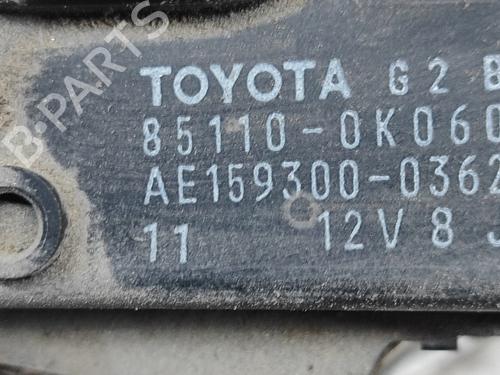 B-PARTS
TOYOTA G2 B
85110-0K060
AE159300-0362
11 12V 8 J